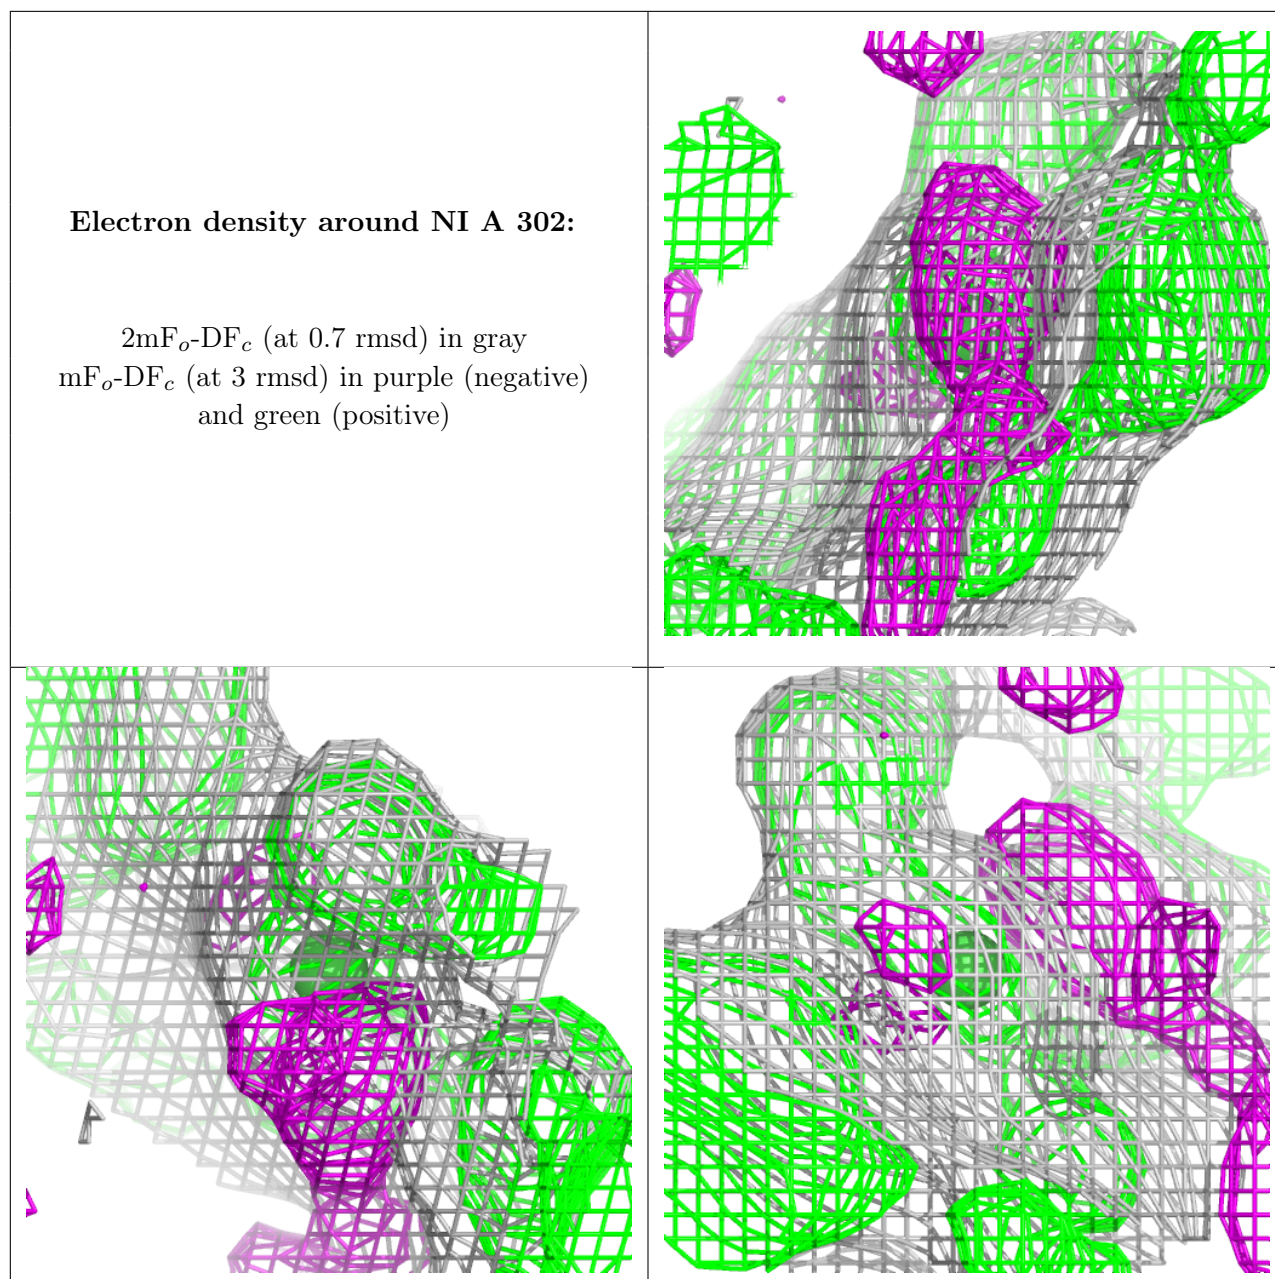 Electron density around NI A 302:
2mFo-DFc (at 0.7 rmsd) in gray
mFo-DFc (at 3 rmsd) in purple (negative)
and green (positive)